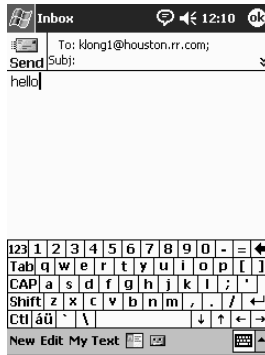 Inbox 12:10 ok
To: klong1@houston.rr.com;
Send Subj:
hello
123 1 2 3 4 5 6 7 8 9 0 - =
Tab q w e r t y u i o p [ ]
CAP a s d f g h j k l ; '
Shift z x c v b n m , . /
Ctl áü ` \
New Edit My Text